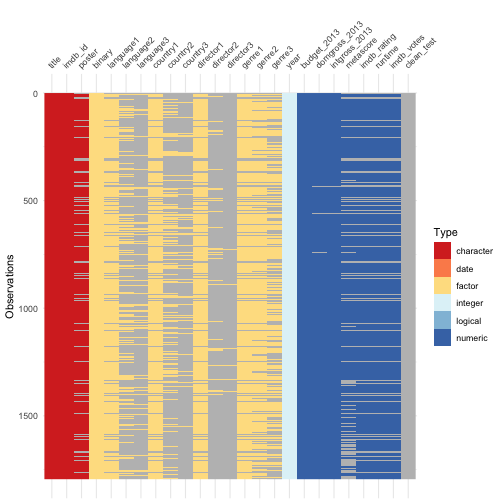 title
imdb_id
poster
binary
language1
language2
language3
country1
country2
country3
director1
director2
director3
genre1
genre2
genre3
year
budget_2013
domgross_2013
intgross_2013
metascore
imdb_rating
runtime
imdb_votes
clean_test
0
500
1000
1500
Observations
Type
character
date
factor
integer
logical
numeric